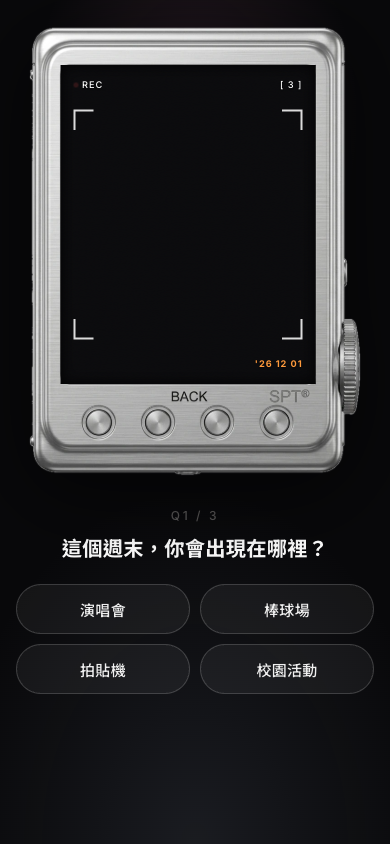 REC [ 3 ]
'26 12 01
BACK SPT®
Q1 / 3
這個週末，你會出現在哪裡？
演唱會 棒球場
拍貼機 校園活動